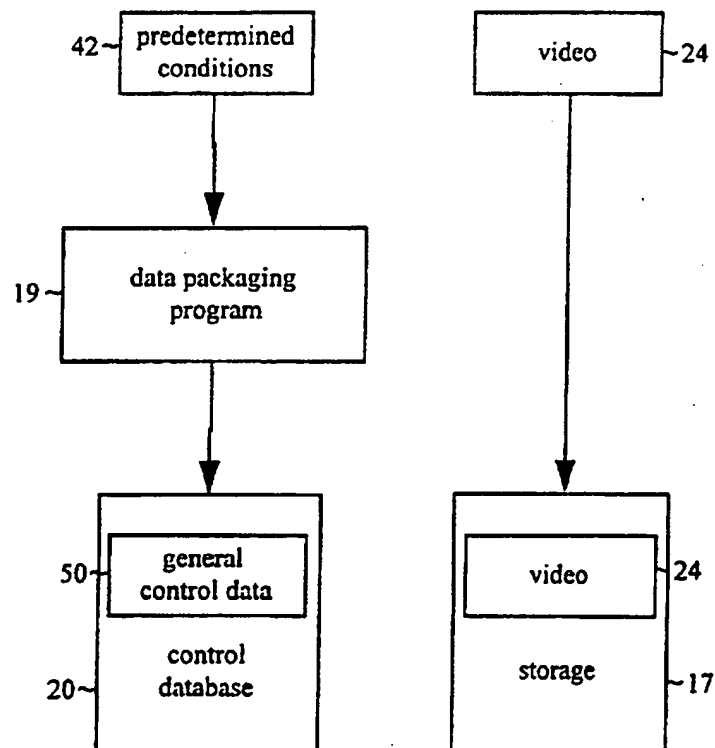 42
predetermined
conditions
video
24
19
data packaging
program
50
general
control data
video
24
control
database
20
storage
17